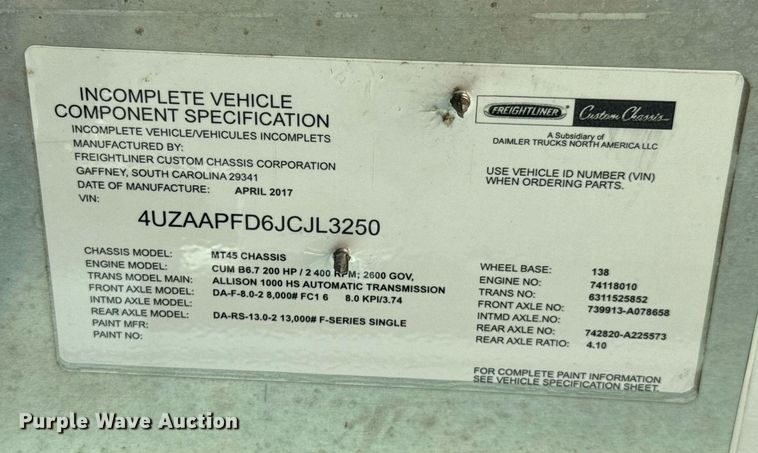 INCOMPLETE VEHICLE
COMPONENT SPECIFICATION
INCOMPLETE VEHICLE/VEHICULES INCOMPLETS
MANUFACTURED BY:
FREIGHTLINER CUSTOM CHASSIS CORPORATION
GAFFNEY, SOUTH CAROLINA 29341
DATE OF MANUFACTURE: APRIL 2017
VIN:
4UZAAPFD6JCJL3250
FREIGHTLINER Custom Chassis
A Subsidiary of
DAIMLER TRUCKS NORTH AMERICA LLC
USE VEHICLE ID NUMBER (VIN)
WHEN ORDERING PARTS.
CHASSIS MODEL: MT45 CHASSIS
ENGINE MODEL: CUM B6.7 200 HP / 2 400 RPM; 2600 GOV,
TRANS MODEL MAIN: ALLISON 1000 HS AUTOMATIC TRANSMISSION
FRONT AXLE MODEL: DA-F-8.0-2 8,000# FC1 6 8.0 KPI/3.74
INTMD AXLE MODEL:
REAR AXLE MODEL: DA-RS-13.0-2 13,000# F-SERIES SINGLE
PAINT MFR:
PAINT NO:
WHEEL BASE: 138
ENGINE NO: 74118010
TRANS NO: 6311525852
FRONT AXLE NO: 739913-A078658
INTMD AXLE.NO:
REAR AXLE NO: 742820-A225573
REAR AXLE RATIO: 4.10
FOR COMPLETE PAINT INFORMATION
SEE VEHICLE SPECIFICATION SHEET.
Purple Wave Auction